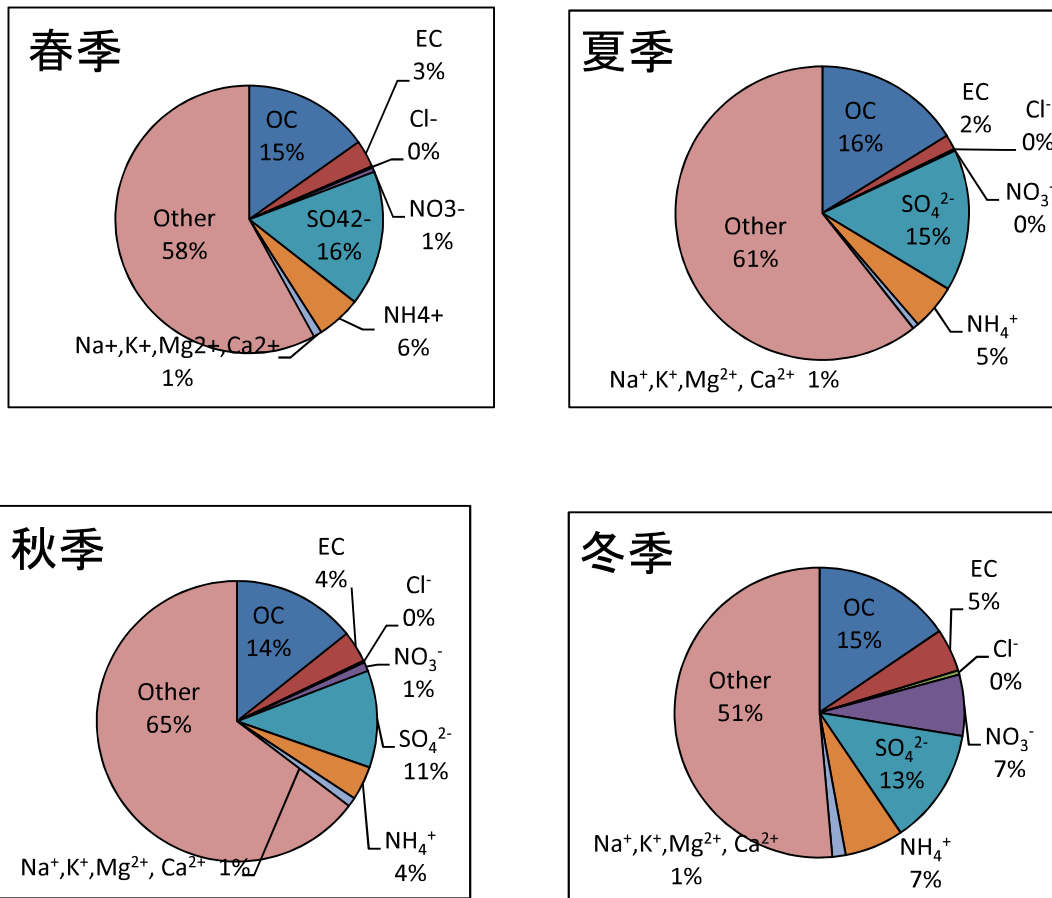 春季
EC
3%
Cl-
0%
OC
15%
NO3-
1%
SO42-
16%
Other
58%
NH4+
6%
Na+,K+,Mg2+,Ca2+
1%
夏季
EC
2%
Cl⁻
0%
OC
16%
NO₃⁻
0%
SO₄²⁻
15%
Other
61%
NH₄⁺
5%
Na⁺,K⁺,Mg²⁺, Ca²⁺ 1%
秋季
EC
4%
Cl⁻
0%
OC
14%
NO₃⁻
1%
Other
65%
SO₄²⁻
11%
NH₄⁺
4%
Na⁺,K⁺,Mg²⁺, Ca²⁺ 1%
冬季
EC
5%
OC
15%
Cl⁻
0%
Other
51%
NO₃⁻
7%
SO₄²⁻
13%
Na⁺,K⁺,Mg²⁺, Ca²⁺
1%
NH₄⁺
7%